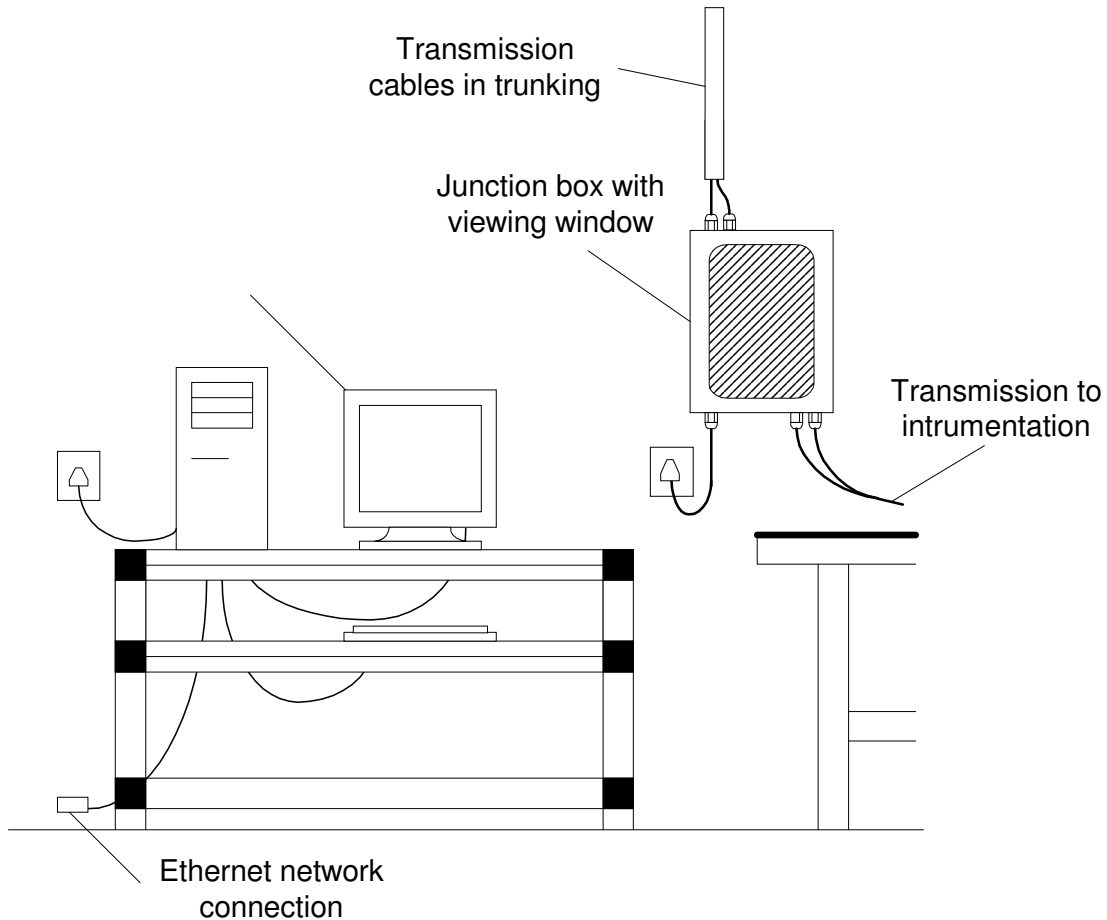 Transmission
cables in trunking
Junction box with
viewing window
Transmission to
intrumentation
Ethernet network
connection